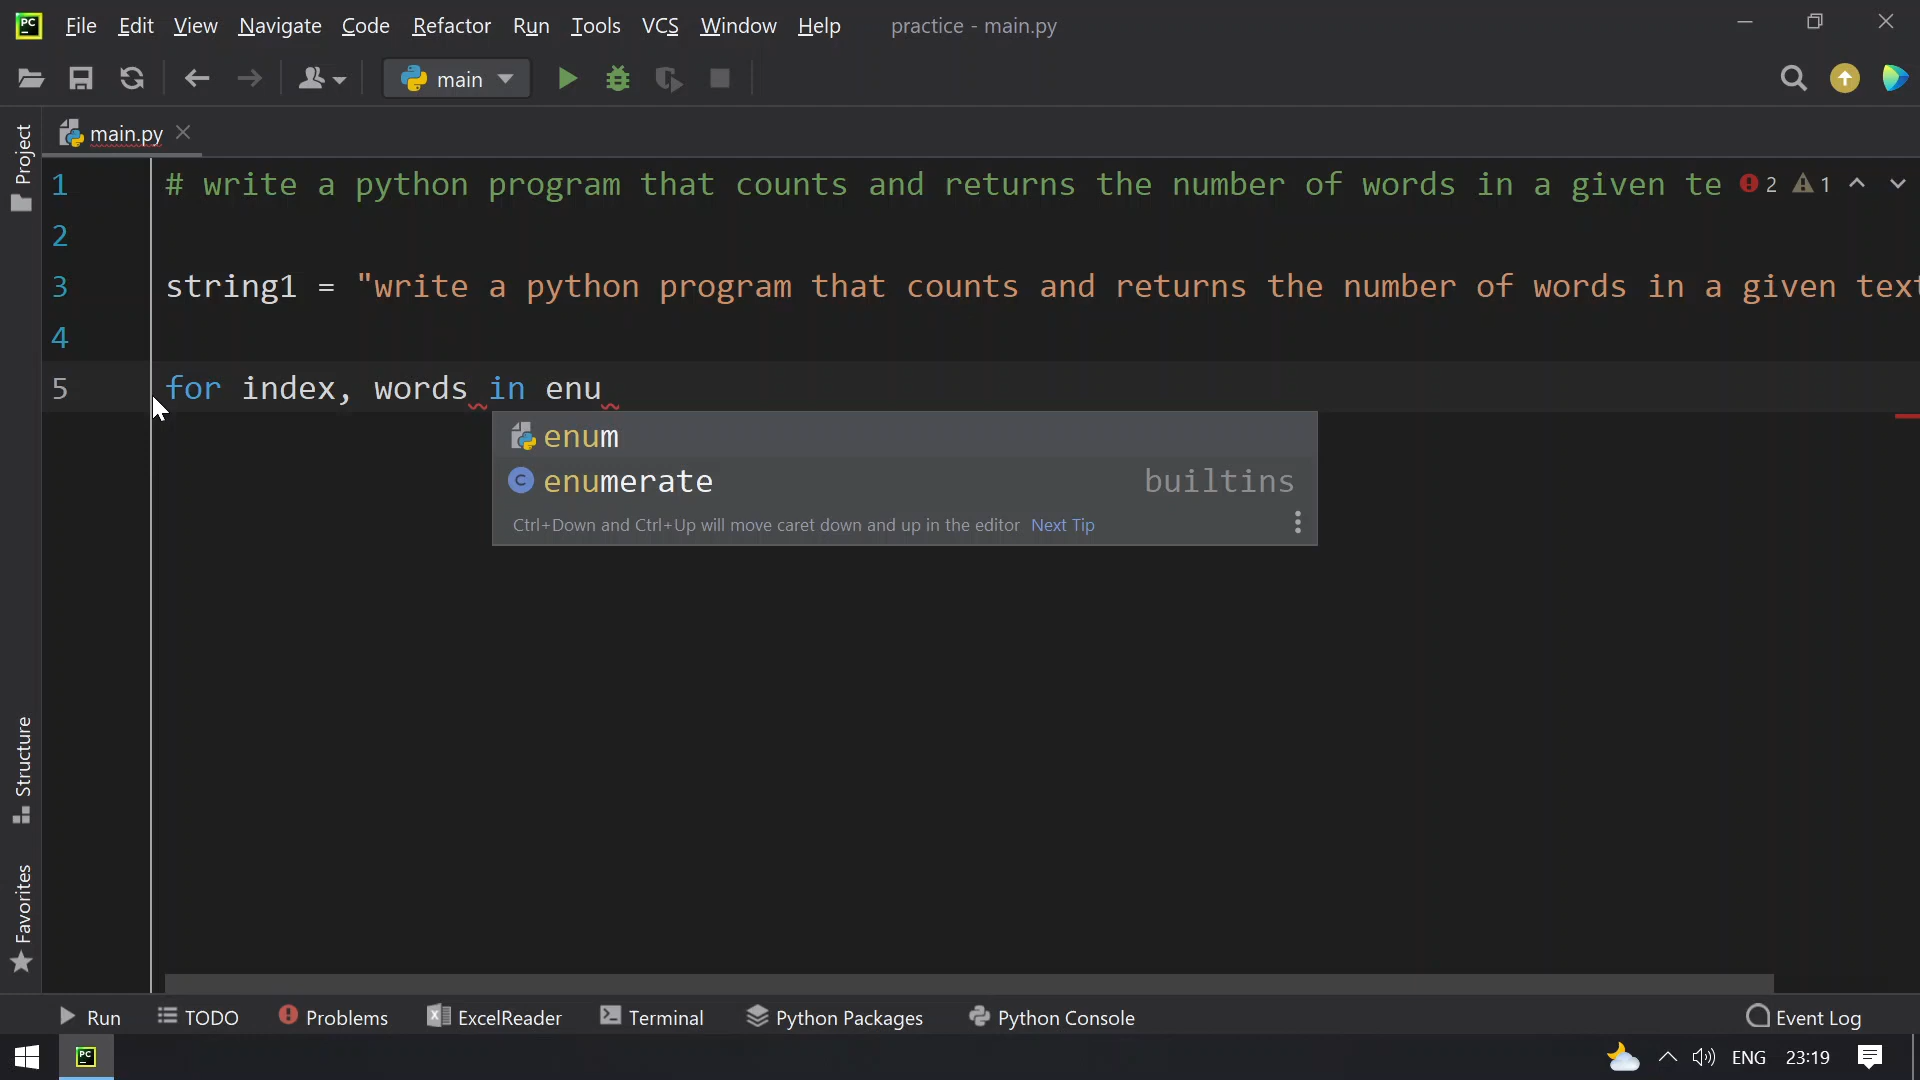 PC File Edit View Navigate Code Refactor Run Tools VCS Window Help practice - main.py
main
main.py
Project
1 # write a python program that counts and returns the number of words in a given te 2 1
2
3 string1 = "write a python program that counts and returns the number of words in a given text
4
5 for index, words in enu
enum
enumerate builtins
Ctrl+Down and Ctrl+Up will move caret down and up in the editor Next Tip
Structure
Favorites
Run TODO Problems ExcelReader Terminal Python Packages Python Console Event Log
PC ENG 23:19